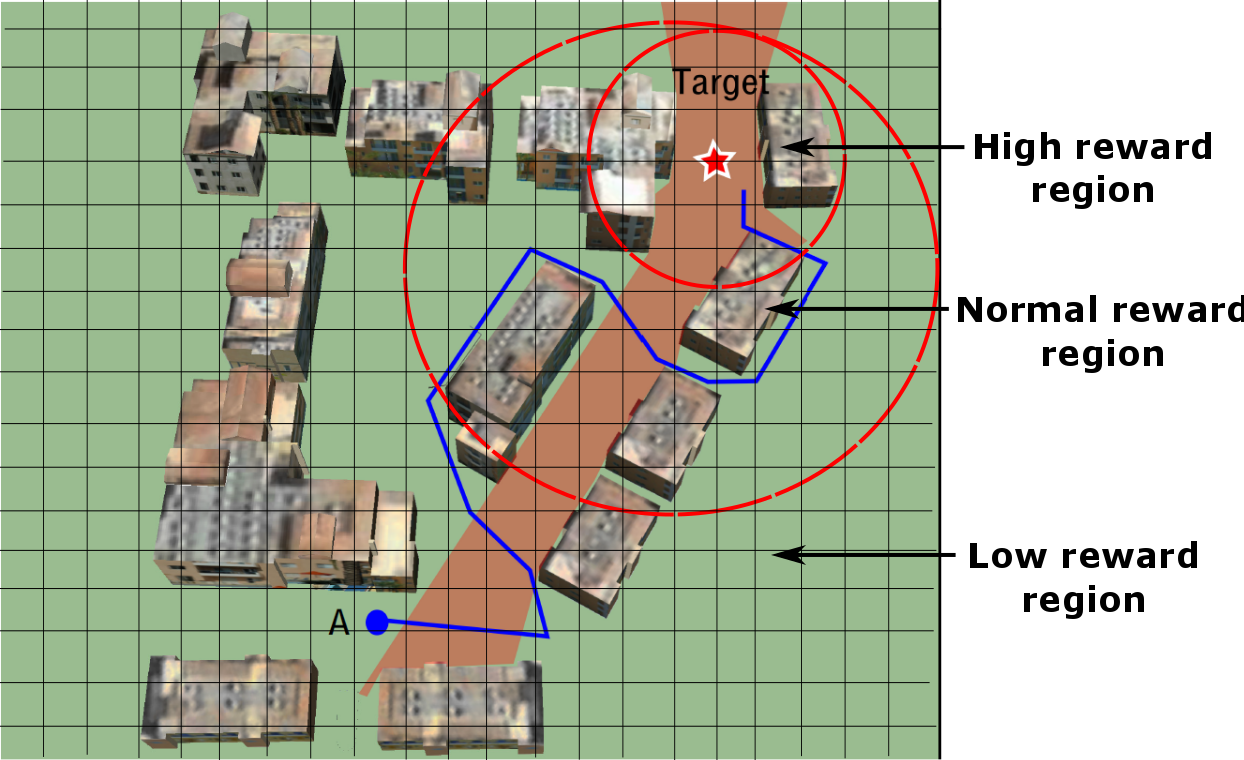 Target
High reward
region
Normal reward
region
Low reward
region
A